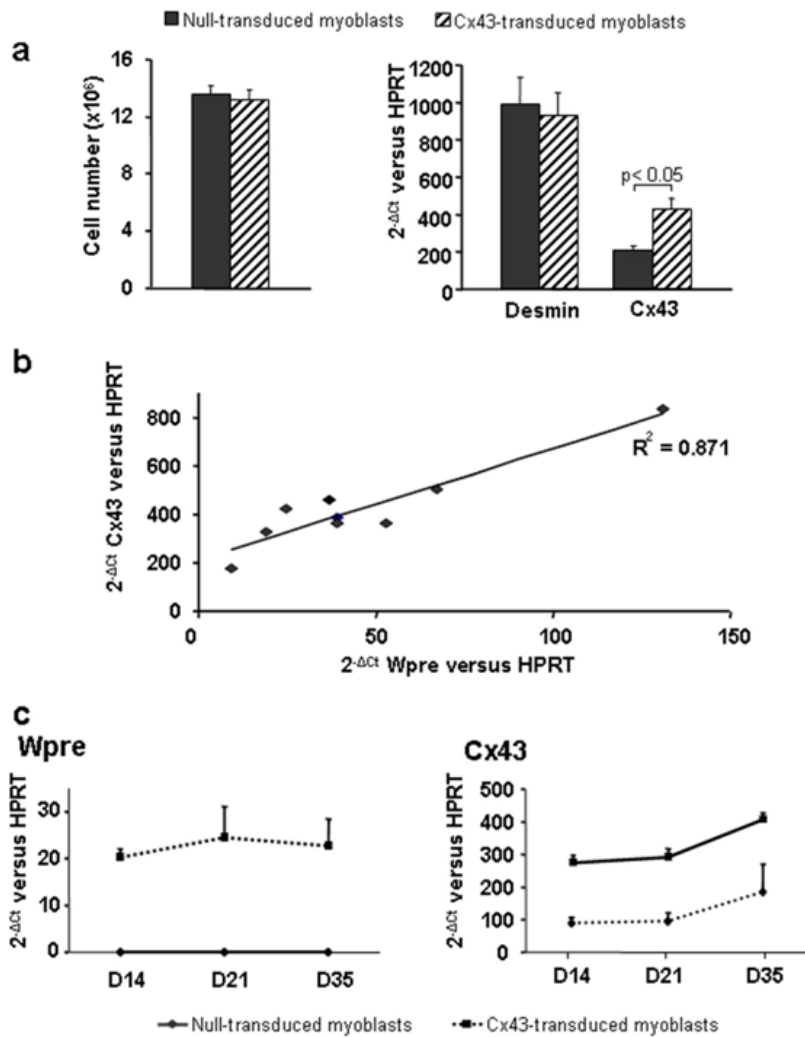 Null-transduced myoblasts Cx43-transduced myoblasts
a
Cell number (x10⁶)
16
12
8
4
0
2^-ΔCt versus HPRT
1200
1000
800
600
400
200
0
p< 0.05
Desmin Cx43
b
2^-ΔCt Cx43 versus HPRT
800
600
400
200
0
R² = 0.871
0 50 100 150
2^-ΔCt Wpre versus HPRT
c
Wpre
2^-ΔCt versus HPRT
30
20
10
0
D14 D21 D35
Cx43
2^-ΔCt versus HPRT
500
400
300
200
100
0
D14 D21 D35
Null-transduced myoblasts Cx43-transduced myoblasts